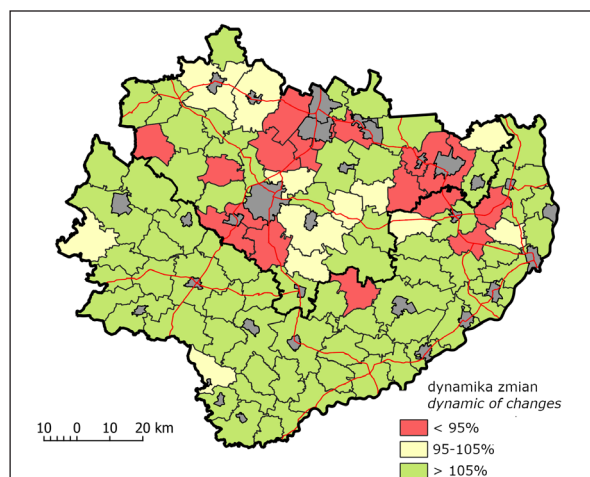 dynamika zmian
dynamic of changes
< 95%
95-105%
> 105%
10 0 10 20 km